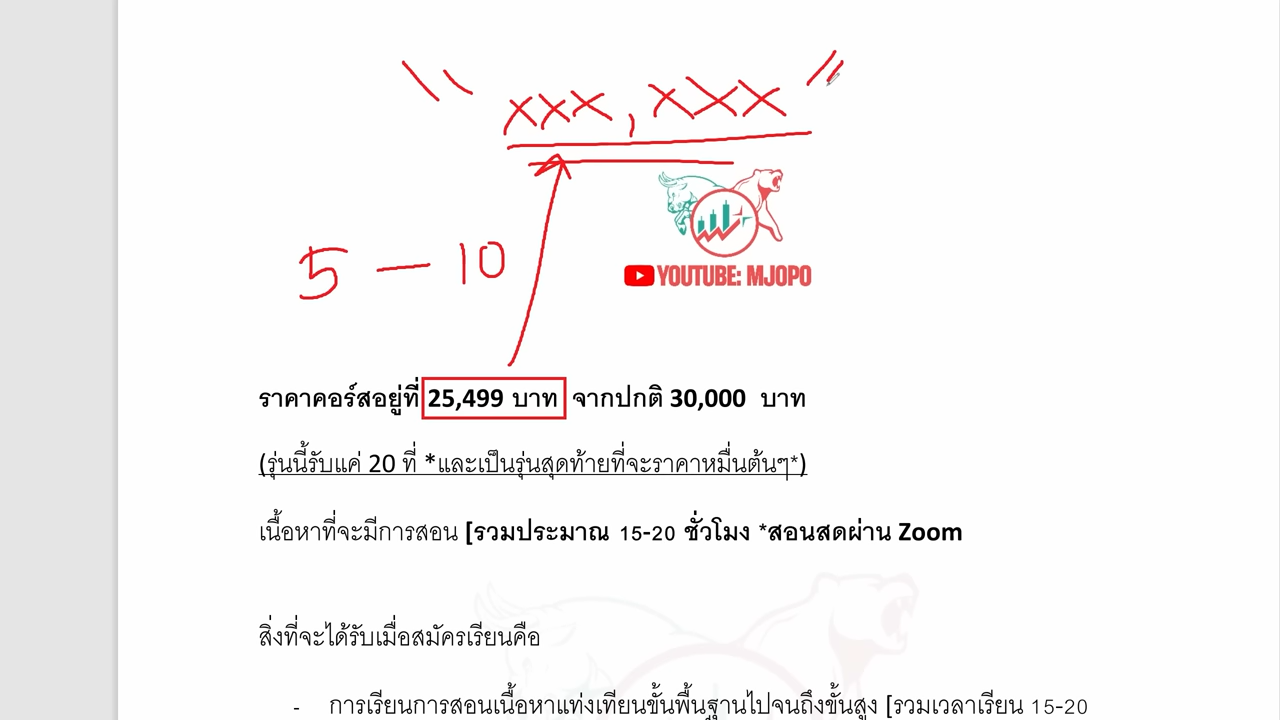 " xxx,xxx "
YOUTUBE: MJOPO
5 — 10
ราคาคอร์สอยู่ที่ 25,499 บาท จากปกติ 30,000 บาท
(รุ่นนี้รับแค่ 20 ที่ *และเป็นรุ่นสุดท้ายที่จะราคาหมื่นต้นๆ*)
เนื้อหาที่จะมีการสอน [รวมประมาณ 15-20 ชั่วโมง *สอนสดผ่าน Zoom
สิ่งที่จะได้รับเมื่อสมัครเรียนคือ
- การเรียนการสอนเนื้อหาแท่งเทียนขั้นพื้นฐานไปจนถึงขั้นสูง [รวมเวลาเรียน 15-20